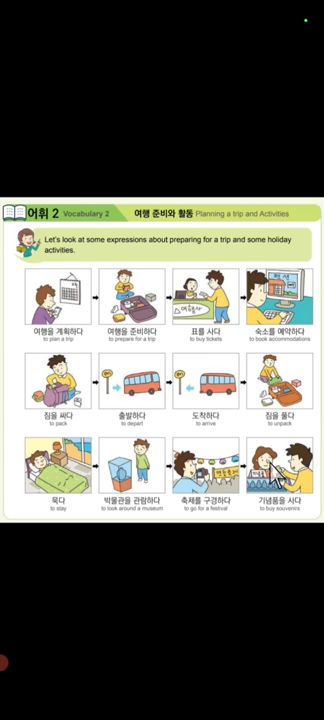 어휘 2 Vocabulary 2 여행 준비와 활동 Planning a trip and Activities
Let's look at some expressions about preparing for a trip and some holiday
activities.
여행을 계획하다 여행을 준비하다 표를 사다 숙소를 예약하다
to plan a trip to prepare for a trip to buy tickets to book accommodations
짐을 싸다 출발하다 도착하다 짐을 풀다
to pack to depart to arrive to unpack
묵다 박물관을 관람하다 축제를 구경하다 기념품을 사다
to stay to look around a museum to go for a festival to buy souvenirs